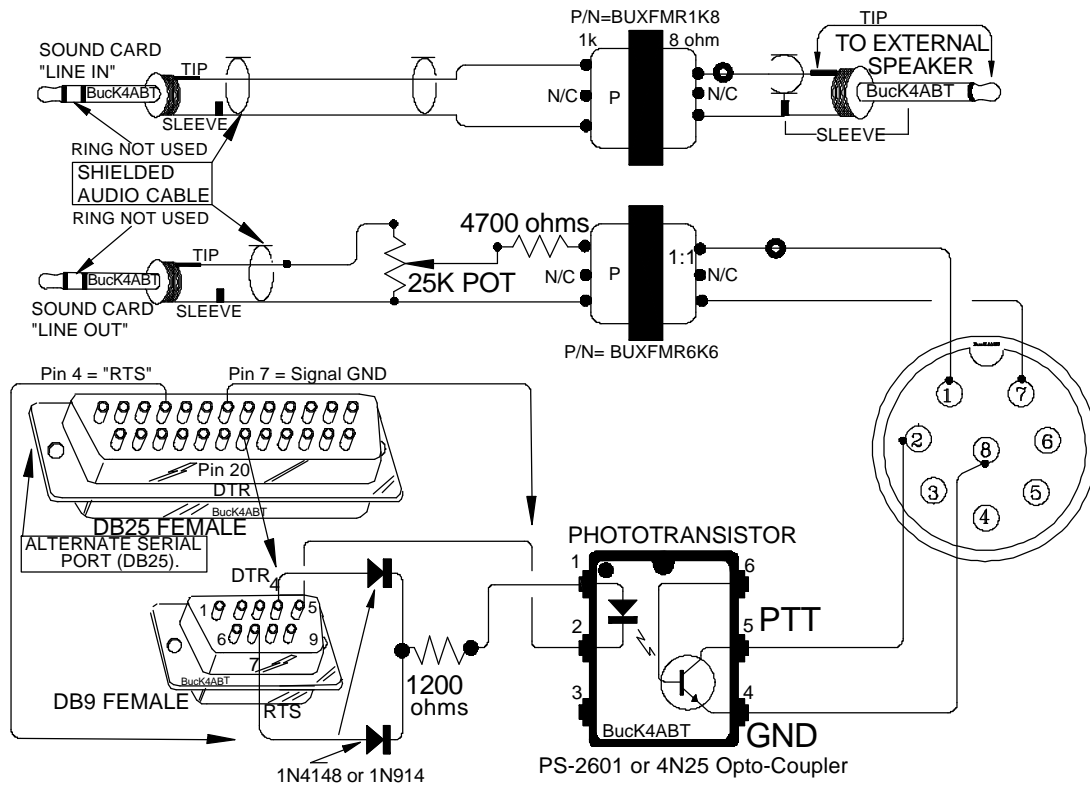 P/N=BUXFMR1K8
1k
8 ohm
TIP
SOUND CARD
"LINE IN"
TIP
TO EXTERNAL
SPEAKER
BucK4ABT
N/C
P
N/C
BucK4ABT
SLEEVE
SLEEVE
RING NOT USED
SHIELDED
AUDIO CABLE
RING NOT USED
4700 ohms
TIP
BucK4ABT
25K POT
N/C
P
1:1
N/C
SLEEVE
SOUND CARD
"LINE OUT"
P/N= BUXFMR6K6
Pin 4 = "RTS"
Pin 7 = Signal GND
1
7
2
8
6
3
5
4
Pin 20
DTR
BucK4ABT
DB25 FEMALE
ALTERNATE SERIAL
PORT (DB25).
PHOTOTRANSISTOR
DTR
4
1
5
6
9
7
BucK4ABT
DB9 FEMALE
RTS
1200
ohms
1N4148 or 1N914
1
6
2
5
PTT
3
4
BucK4ABT
GND
PS-2601 or 4N25 Opto-Coupler